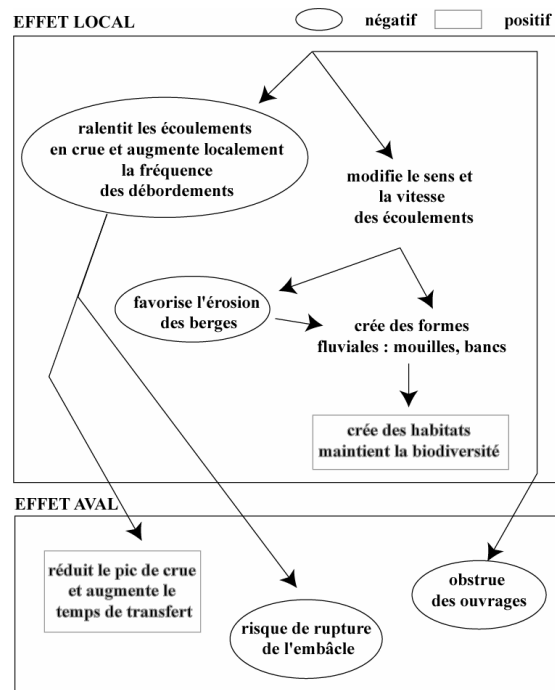 EFFET LOCAL
négatif
positif
ralentit les écoulements
en crue et augmente localement
la fréquence
des débordements
modifie le sens et
la vitesse
des écoulements
favorise l'érosion
des berges
crée des formes
fluviales : mouilles, bancs
crée des habitats
maintient la biodiversité
EFFET AVAL
réduit le pic de crue
et augmente le
temps de transfert
risque de rupture
de l'embâcle
obstrue
des ouvrages